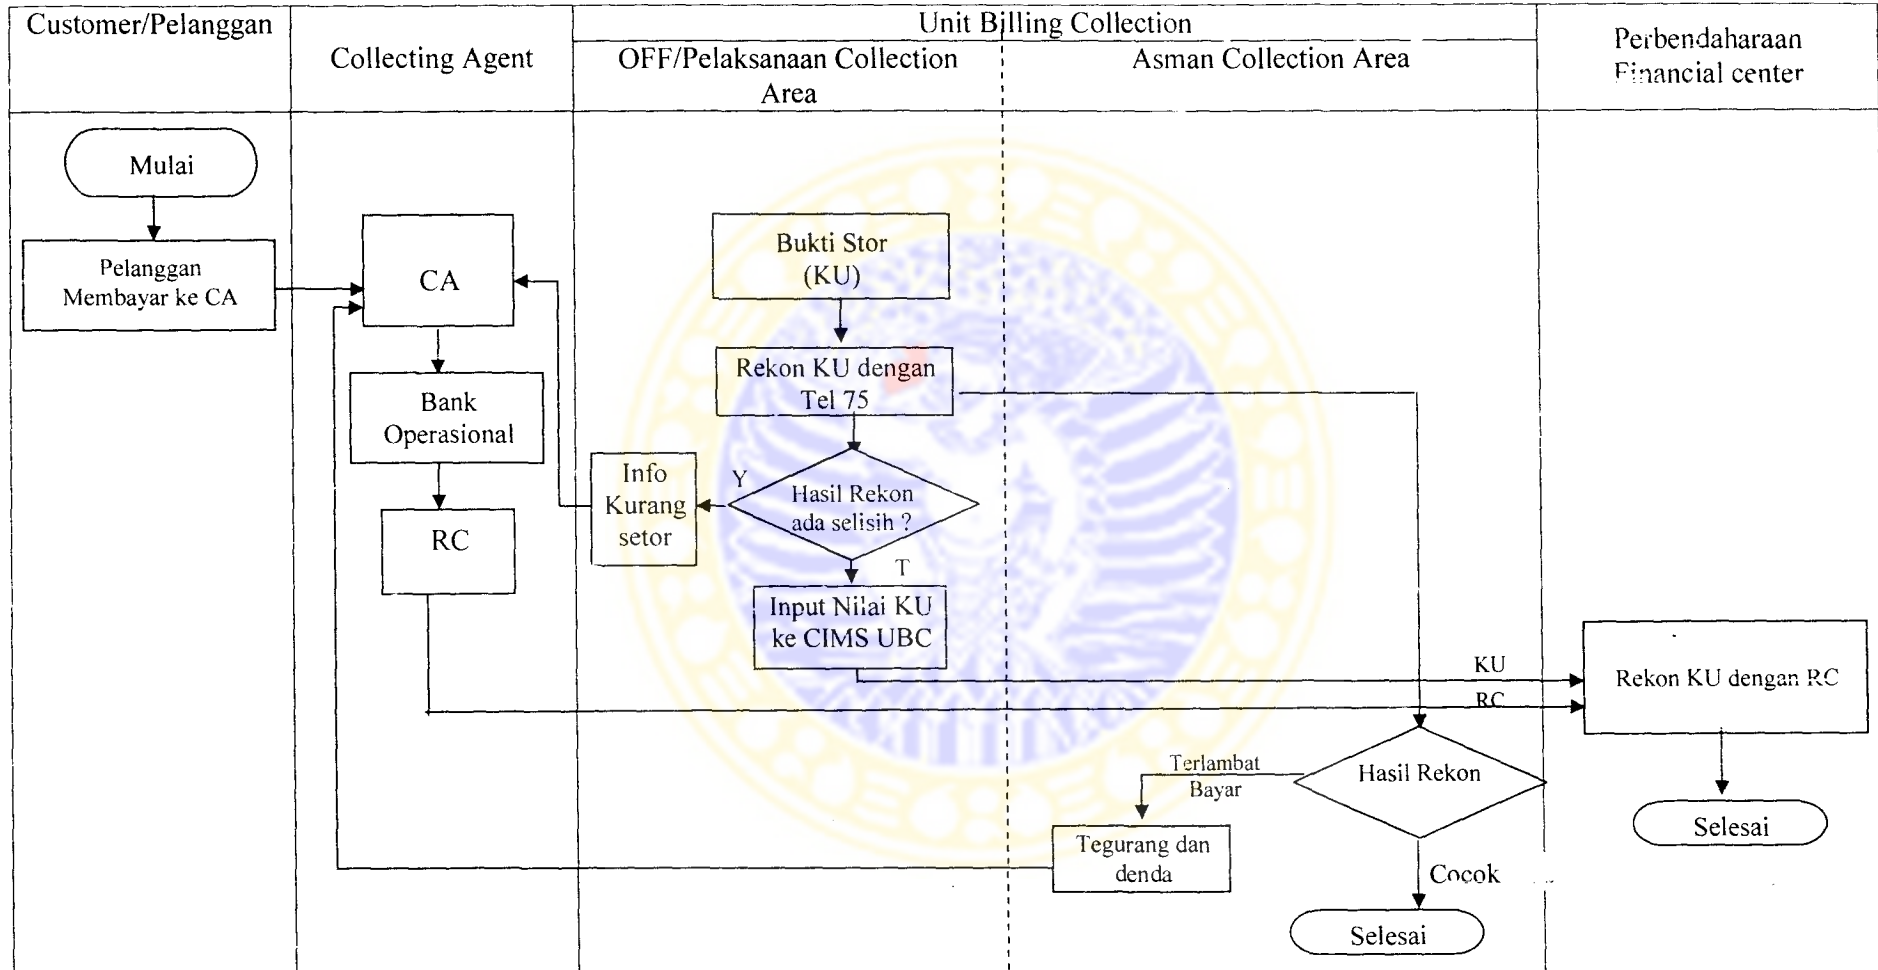 Customer/Pelanggan
Collecting Agent
Unit Billing Collection
OFF/Pelaksanaan Collection
Area
Asman Collection Area
Perbendaharaan
Financial center
Mulai
Pelanggan
Membayar ke CA
CA
Bank
Operasional
RC
Bukti Stor
(KU)
Rekon KU dengan
Tel 75
Hasil Rekon
ada selisih ?
Y
Info
Kurang
setor
T
Input Nilai KU
ke CIMS UBC
KU
RC
Rekon KU dengan RC
Selesai
Hasil Rekon
Terlambat
Bayar
Tegurang dan
denda
Cocok
Selesai